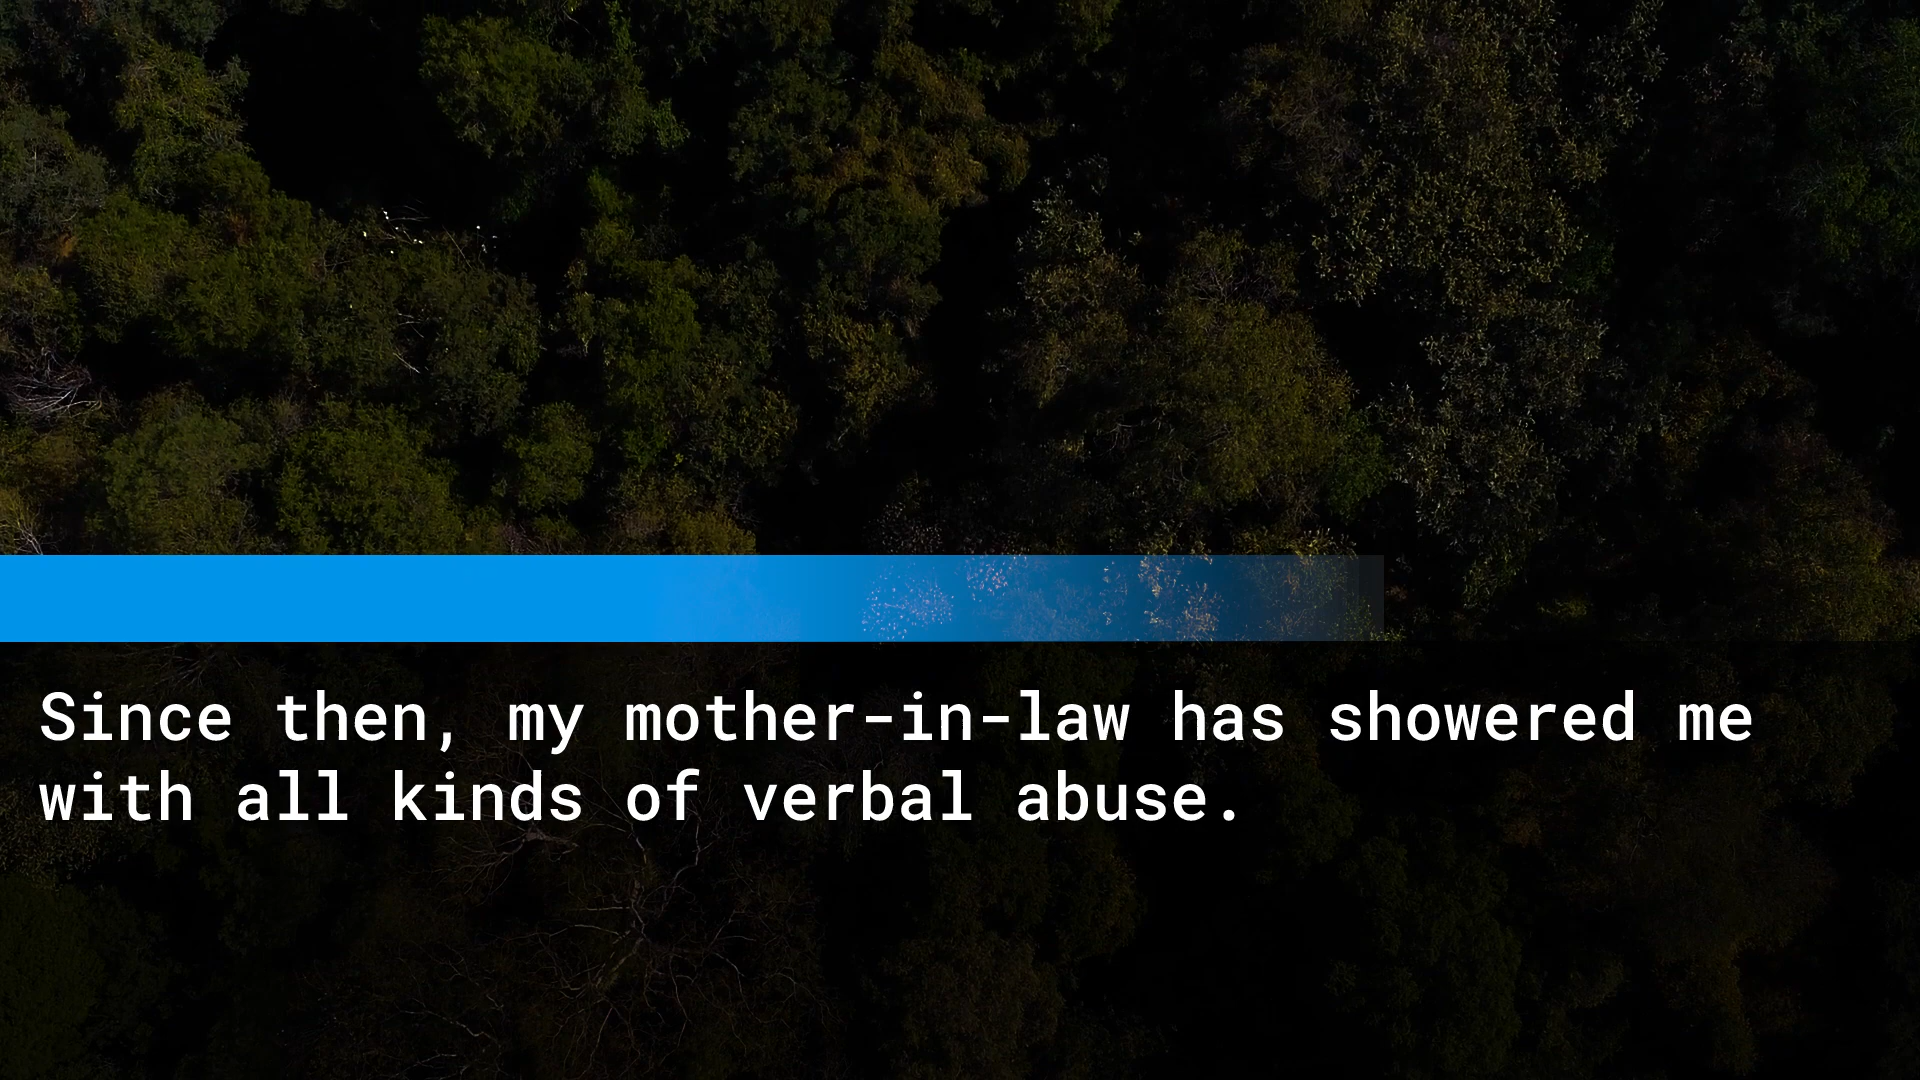 Since then, my mother-in-law has showered me
with all kinds of verbal abuse.